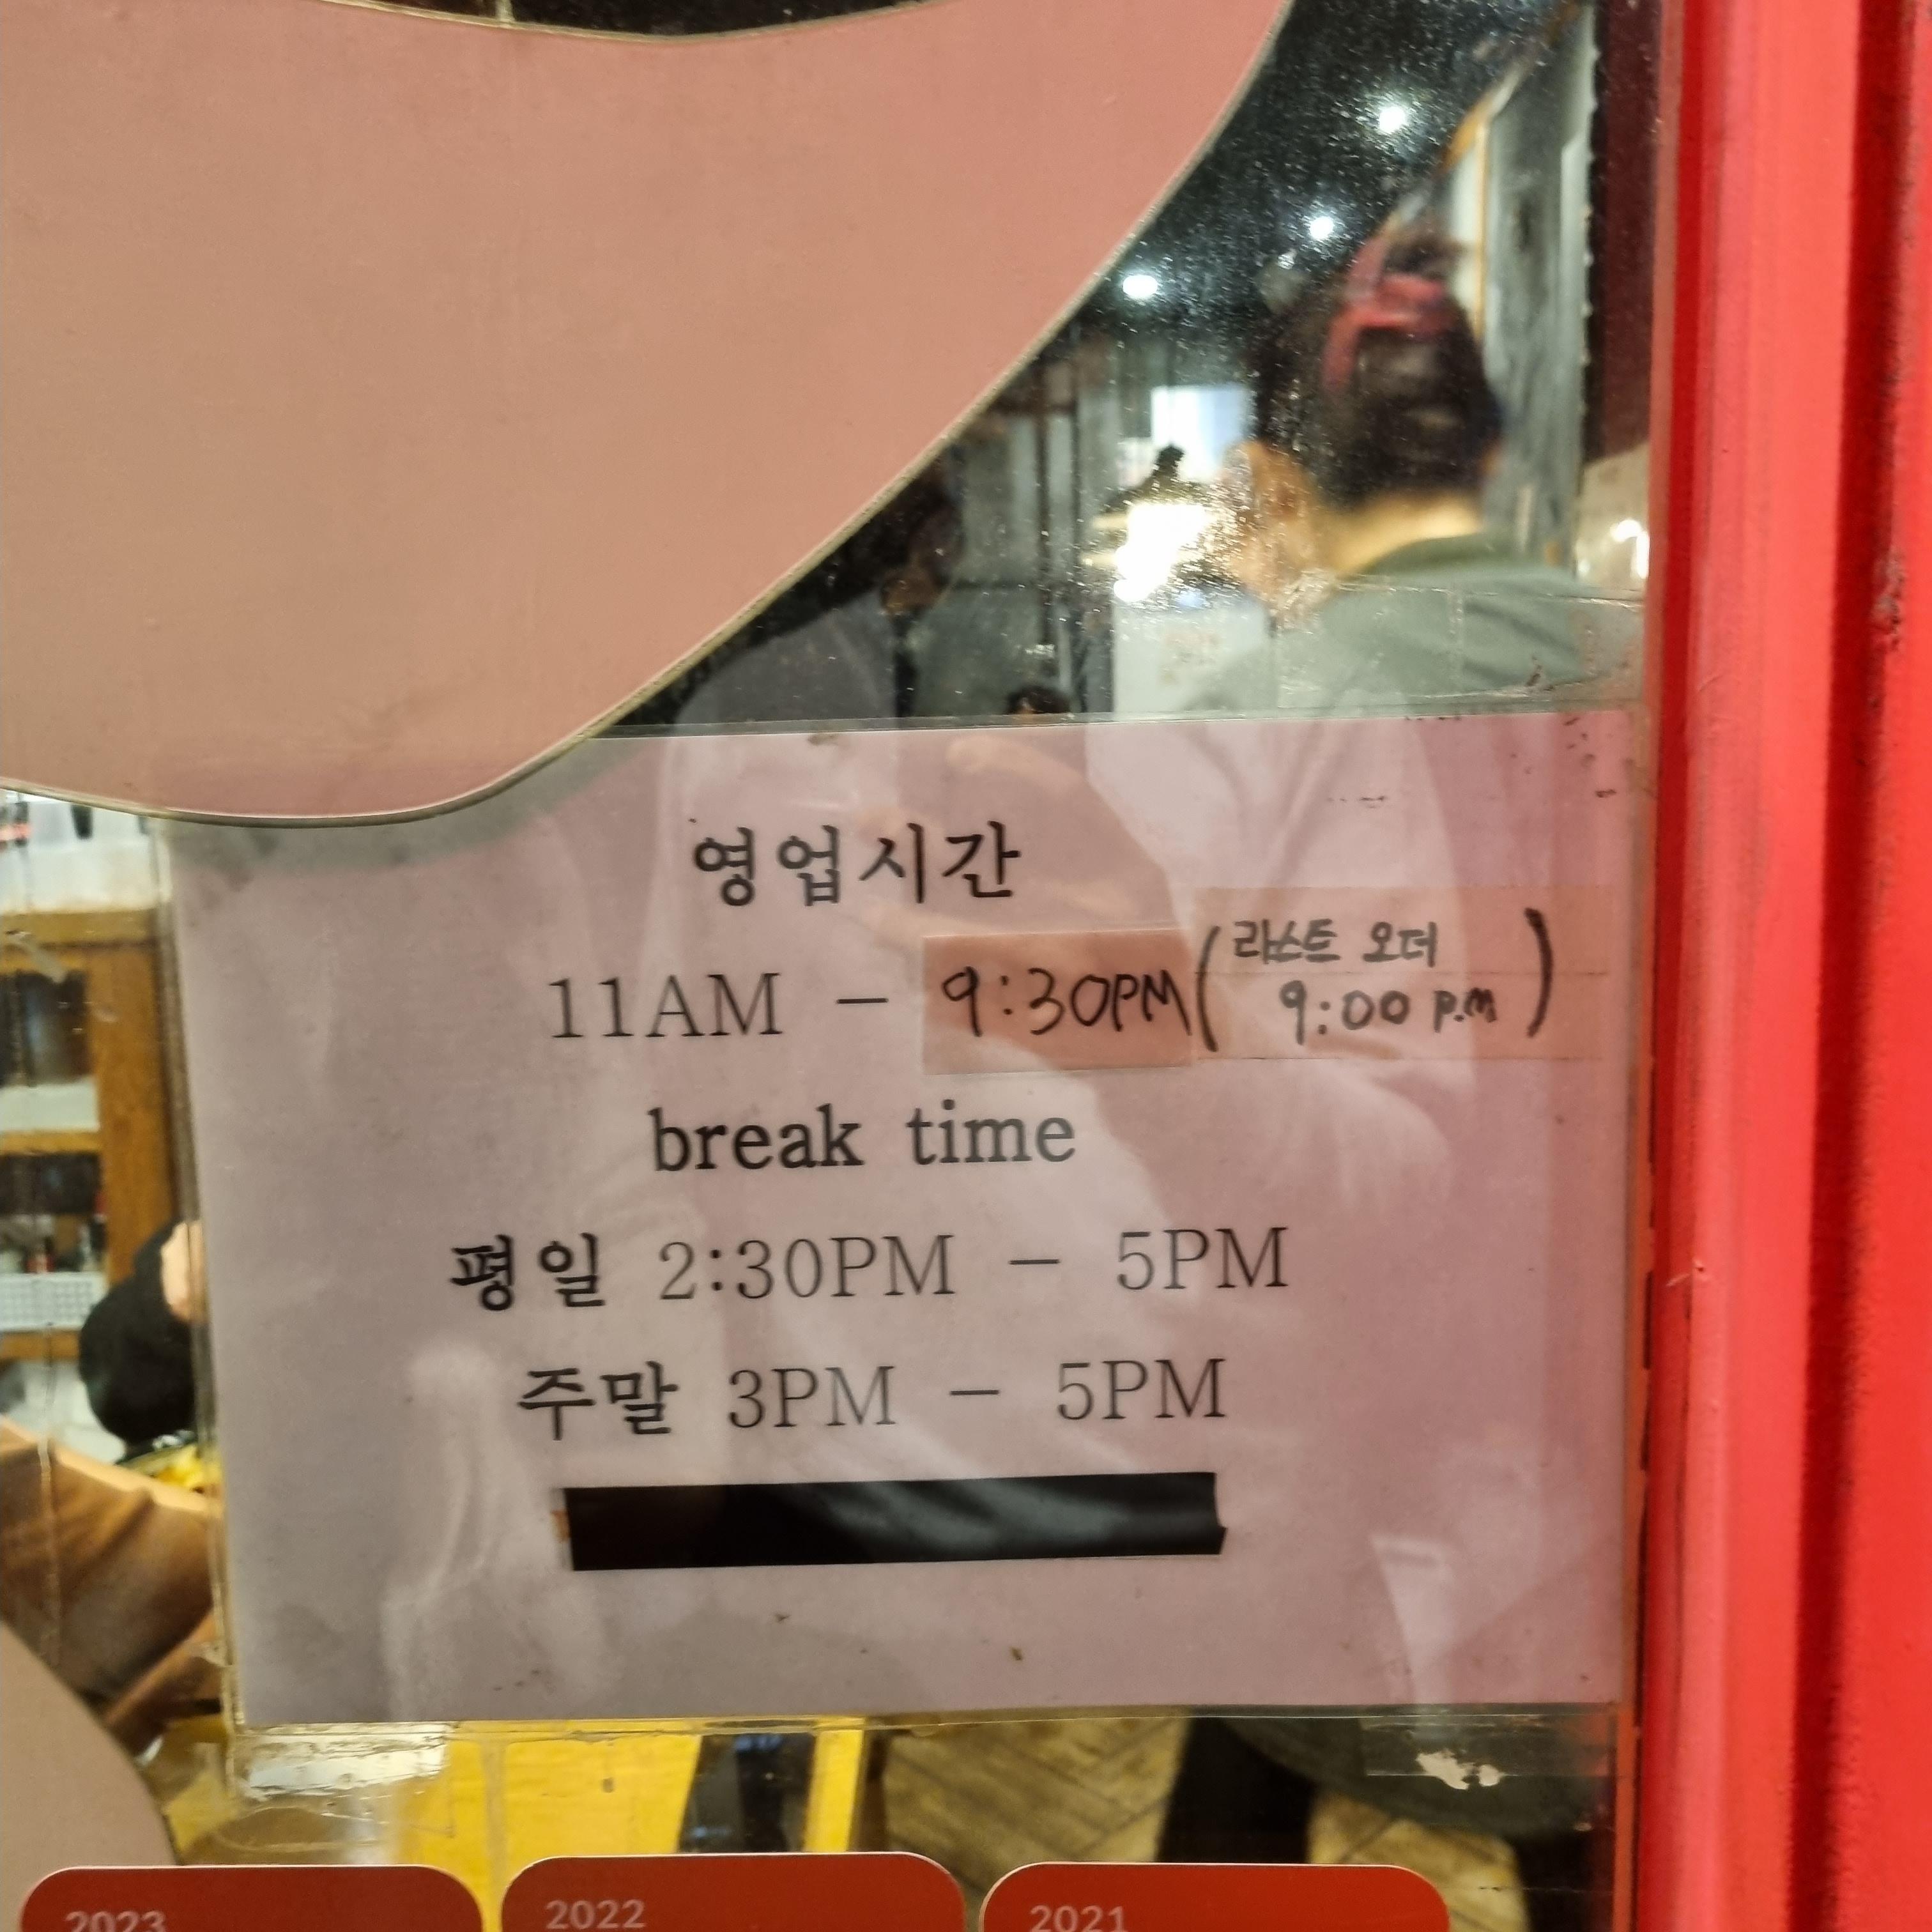 영업시간
11AM - 9:30PM (라스트 오더 9:00 P.M)
break time
평일 2:30PM - 5PM
주말 3PM - 5PM
2023
2022
2021